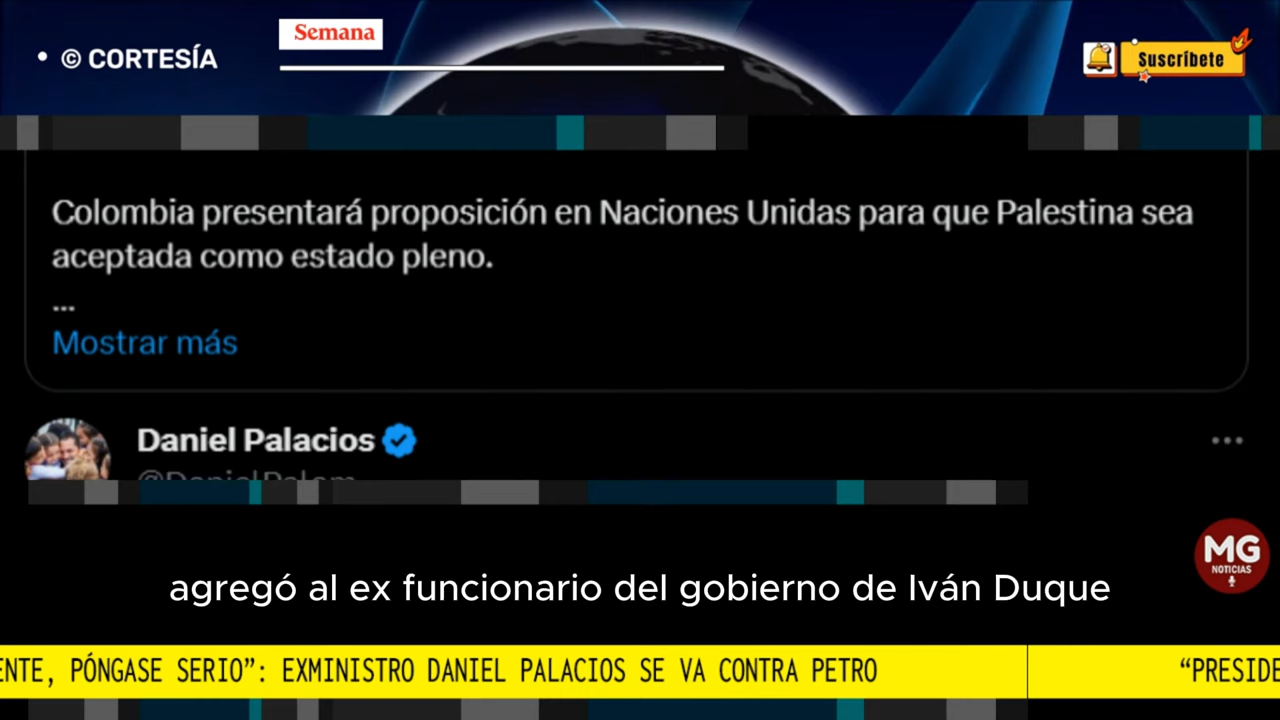 • © CORTESÍA
Semana
Suscríbete
Colombia presentará proposición en Naciones Unidas para que Palestina sea
aceptada como estado pleno.
...
Mostrar más
Daniel Palacios
@DanielPalam
MG
NOTICIAS
agregó al ex funcionario del gobierno de Iván Duque
ENTE, PÓNGASE SERIO”: EXMINISTRO DANIEL PALACIOS SE VA CONTRA PETRO
“PRESIDE